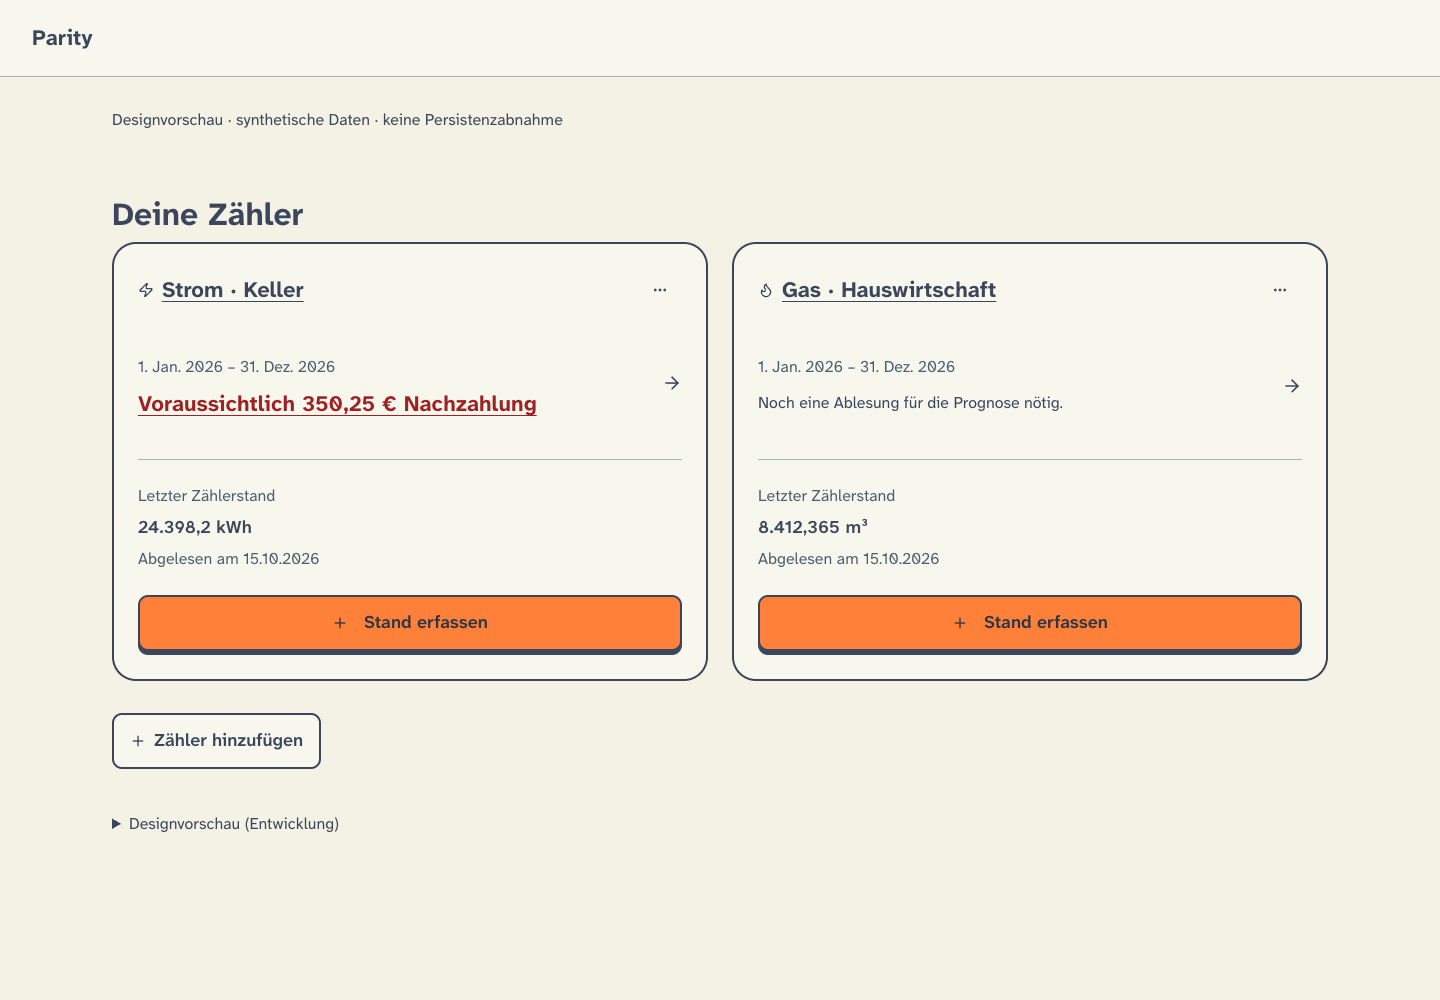 Parity
Designvorschau · synthetische Daten · keine Persistenzabnahme
Deine Zähler
Strom · Keller
1. Jan. 2026 – 31. Dez. 2026
Voraussichtlich 350,25 € Nachzahlung
Letzter Zählerstand
24.398,2 kWh
Abgelesen am 15.10.2026
+ Stand erfassen
Gas · Hauswirtschaft
1. Jan. 2026 – 31. Dez. 2026
Noch eine Ablesung für die Prognose nötig.
Letzter Zählerstand
8.412,365 m³
Abgelesen am 15.10.2026
+ Stand erfassen
+ Zähler hinzufügen
Designvorschau (Entwicklung)